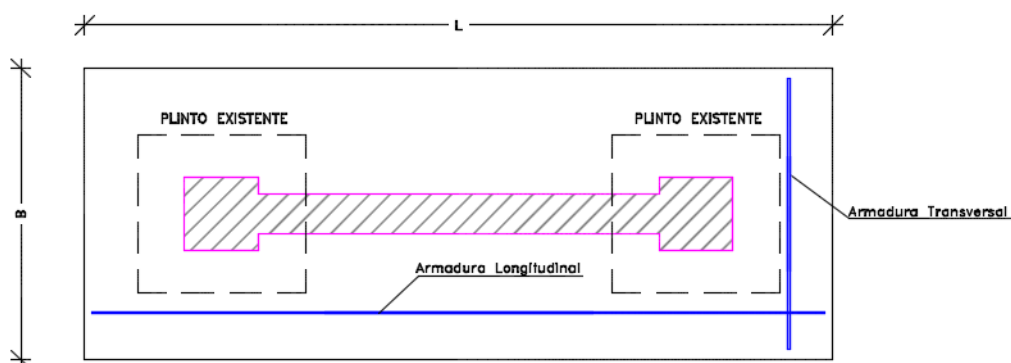 L
PLINTO EXISTENTE PLINTO EXISTENTE
B
Armadura Transversal
Armadura Longitudinal